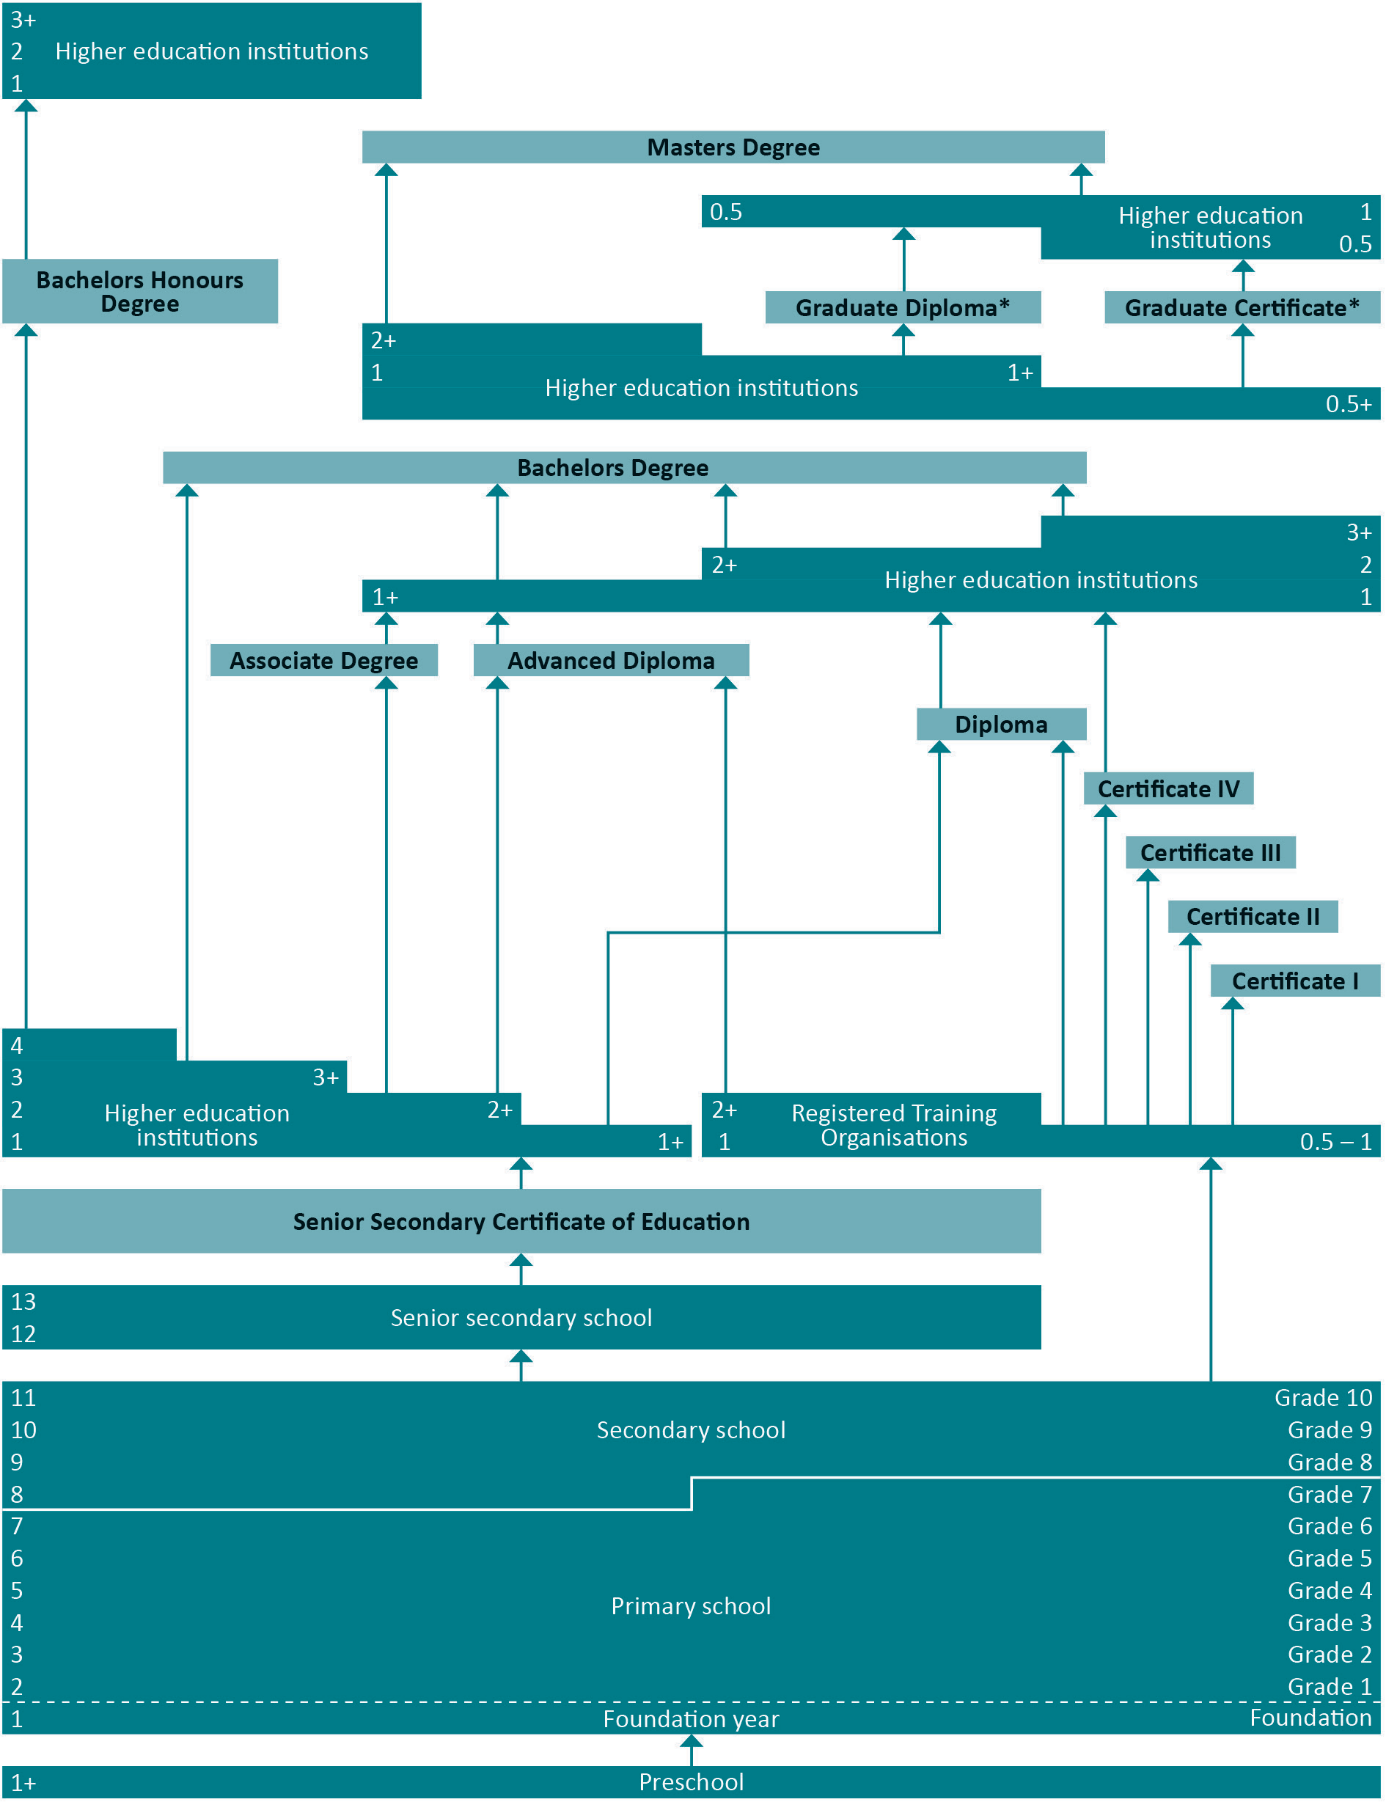 3+
2 Higher education institutions
1
Masters Degree
0.5 Higher education 1
institutions 0.5
Bachelors Honours
Degree
Graduate Diploma* Graduate Certificate*
2+
1 Higher education institutions 1+
0.5+
Bachelors Degree
3+
2+ Higher education institutions 2
1+ 1
Associate Degree Advanced Diploma
Diploma
Certificate IV
Certificate III
Certificate II
Certificate I
4
3 3+
2 Higher education 2+ 2+ Registered Training
institutions Organisations
1 1+ 1 0.5 – 1
Senior Secondary Certificate of Education
13
Senior secondary school
12
11 Grade 10
10 Secondary school Grade 9
9 Grade 8
8 Grade 7
7 Grade 6
6 Grade 5
5 Primary school Grade 4
4 Grade 3
3 Grade 2
2 Grade 1
1 Foundation year Foundation
1+ Preschool